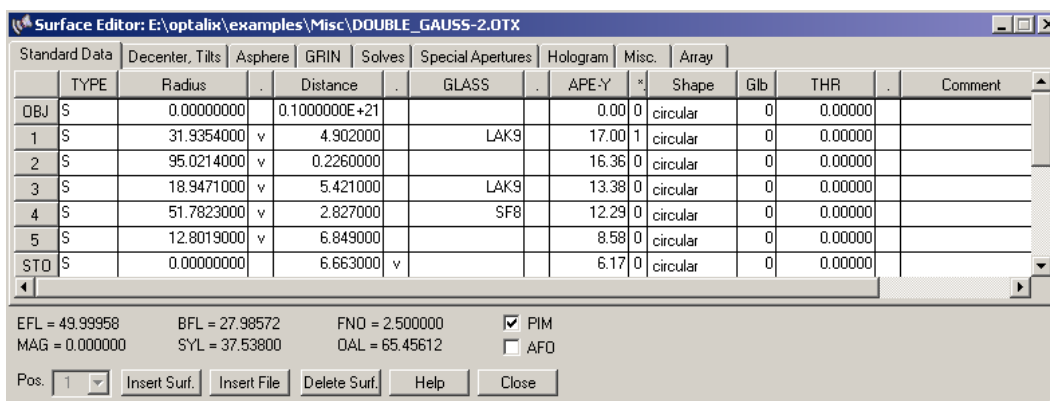 Surface Editor: E:\optalix\examples\Misc\DOUBLE_GAUSS-2.OTX
Standard Data Decenter, Tilts Asphere GRIN Solves Special Apertures Hologram Misc. Array
TYPE Radius . Distance . GLASS . APE-Y * Shape Glb THR . Comment
OBJ S 0.00000000 0.1000000E+21 0.00 0 circular 0 0.00000
1 S 31.9354000 v 4.902000 LAK9 17.00 1 circular 0 0.00000
2 S 95.0214000 v 0.2260000 16.36 0 circular 0 0.00000
3 S 18.9471000 v 5.421000 LAK9 13.38 0 circular 0 0.00000
4 S 51.7823000 v 2.827000 SF8 12.29 0 circular 0 0.00000
5 S 12.8019000 v 6.849000 8.58 0 circular 0 0.00000
STO S 0.00000000 6.663000 v 6.17 0 circular 0 0.00000
EFL = 49.99958 BFL = 27.98572 FNO = 2.500000 PIM
MAG = 0.000000 SYL = 37.53800 OAL = 65.45612 AFO
Pos. 1 Insert Surf. Insert File Delete Surf. Help Close